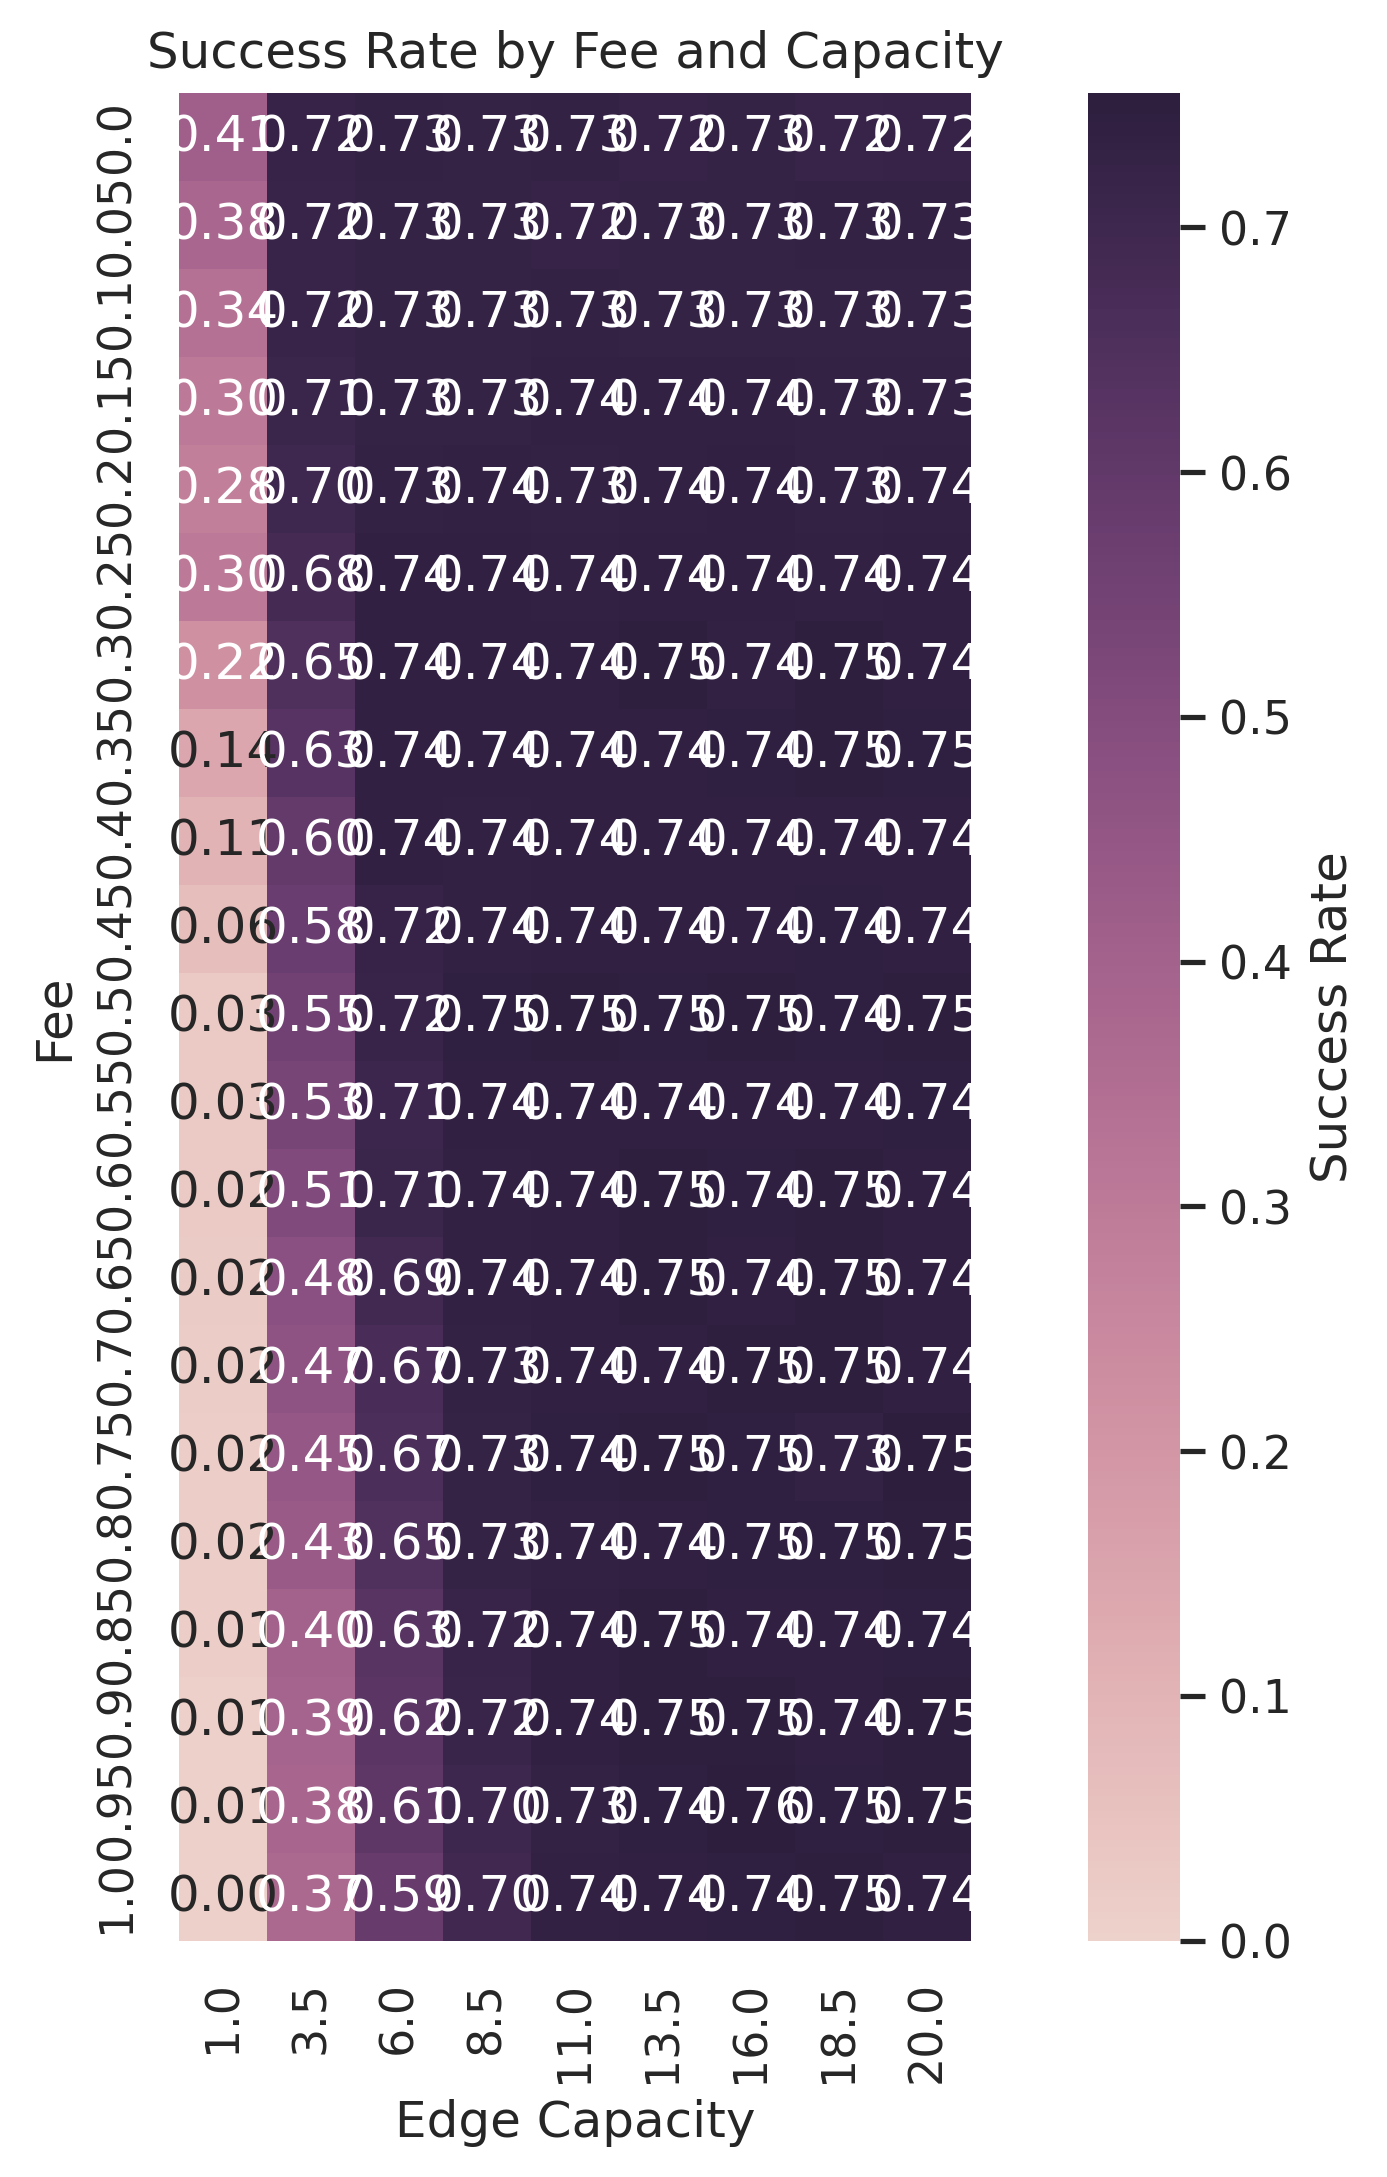 Success Rate by Fee and Capacity
0.0 0.41 0.72 0.73 0.73 0.73 0.72 0.73 0.72 0.72
0.05 0.38 0.72 0.73 0.73 0.72 0.73 0.73 0.73 0.73
0.1 0.34 0.72 0.73 0.73 0.73 0.73 0.73 0.73 0.73
0.15 0.30 0.71 0.73 0.73 0.74 0.74 0.74 0.73 0.73
0.2 0.28 0.70 0.73 0.74 0.73 0.74 0.74 0.73 0.74
0.25 0.30 0.68 0.74 0.74 0.74 0.74 0.74 0.74 0.74
0.3 0.22 0.65 0.74 0.74 0.74 0.75 0.74 0.75 0.74
0.35 0.14 0.63 0.74 0.74 0.74 0.74 0.74 0.75 0.75
0.4 0.11 0.60 0.74 0.74 0.74 0.74 0.74 0.74 0.74
0.45 0.06 0.58 0.72 0.74 0.74 0.74 0.74 0.74 0.74
0.5 0.03 0.55 0.72 0.75 0.75 0.75 0.75 0.74 0.75
0.55 0.03 0.53 0.71 0.74 0.74 0.74 0.74 0.74 0.74
0.6 0.02 0.51 0.71 0.74 0.74 0.75 0.74 0.75 0.74
0.65 0.02 0.48 0.69 0.74 0.74 0.75 0.74 0.75 0.74
0.7 0.02 0.47 0.67 0.73 0.74 0.74 0.75 0.75 0.74
0.75 0.02 0.45 0.67 0.73 0.74 0.75 0.75 0.73 0.75
0.8 0.02 0.43 0.65 0.73 0.74 0.74 0.75 0.75 0.75
0.85 0.01 0.40 0.63 0.72 0.74 0.75 0.74 0.74 0.74
0.9 0.01 0.39 0.62 0.72 0.74 0.75 0.75 0.74 0.75
0.95 0.01 0.38 0.61 0.70 0.73 0.74 0.76 0.75 0.75
1.0 0.00 0.37 0.59 0.70 0.74 0.74 0.74 0.75 0.74
Fee
1.0 3.5 6.0 8.5 11.0 13.5 16.0 18.5 20.0
Edge Capacity
0.7
0.6
0.5
0.4
0.3
0.2
0.1
0.0
Success Rate